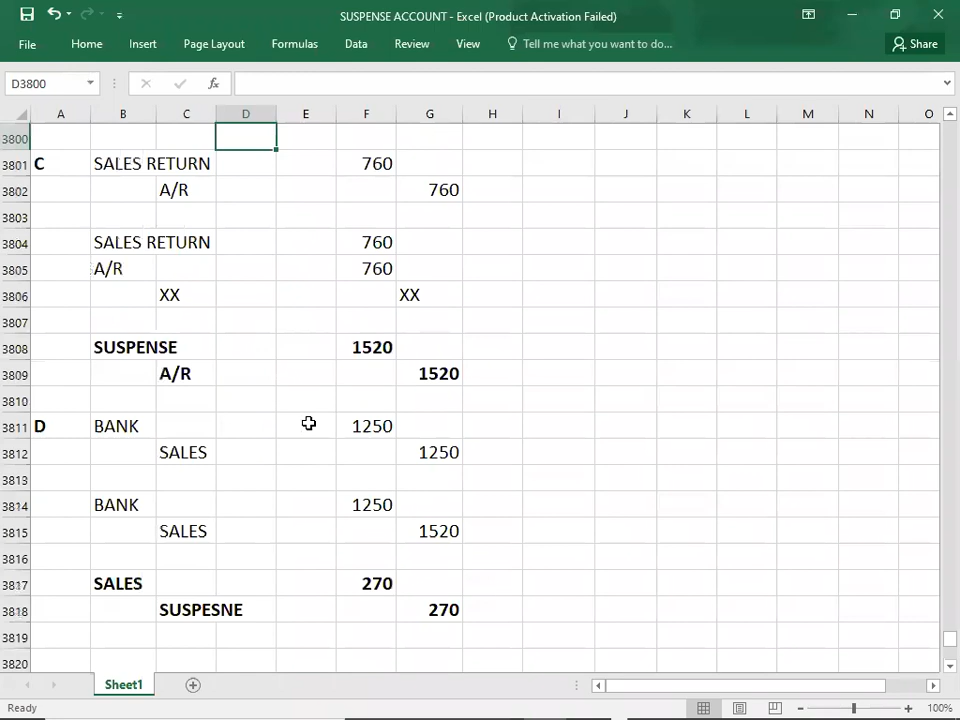 SUSPENSE ACCOUNT - Excel (Product Activation Failed)
File Home Insert Page Layout Formulas Data Review View Tell me what you want to do... Share
D3800 fx
A B C D E F G H I J K L M N O
3800
3801 C SALES RETURN 760
3802 A/R 760
3803
3804 SALES RETURN 760
3805 A/R 760
3806 XX XX
3807
3808 SUSPENSE 1520
3809 A/R 1520
3810
3811 D BANK 1250
3812 SALES 1250
3813
3814 BANK 1250
3815 SALES 1520
3816
3817 SALES 270
3818 SUSPESNE 270
3819
3820
Sheet1
Ready 100%